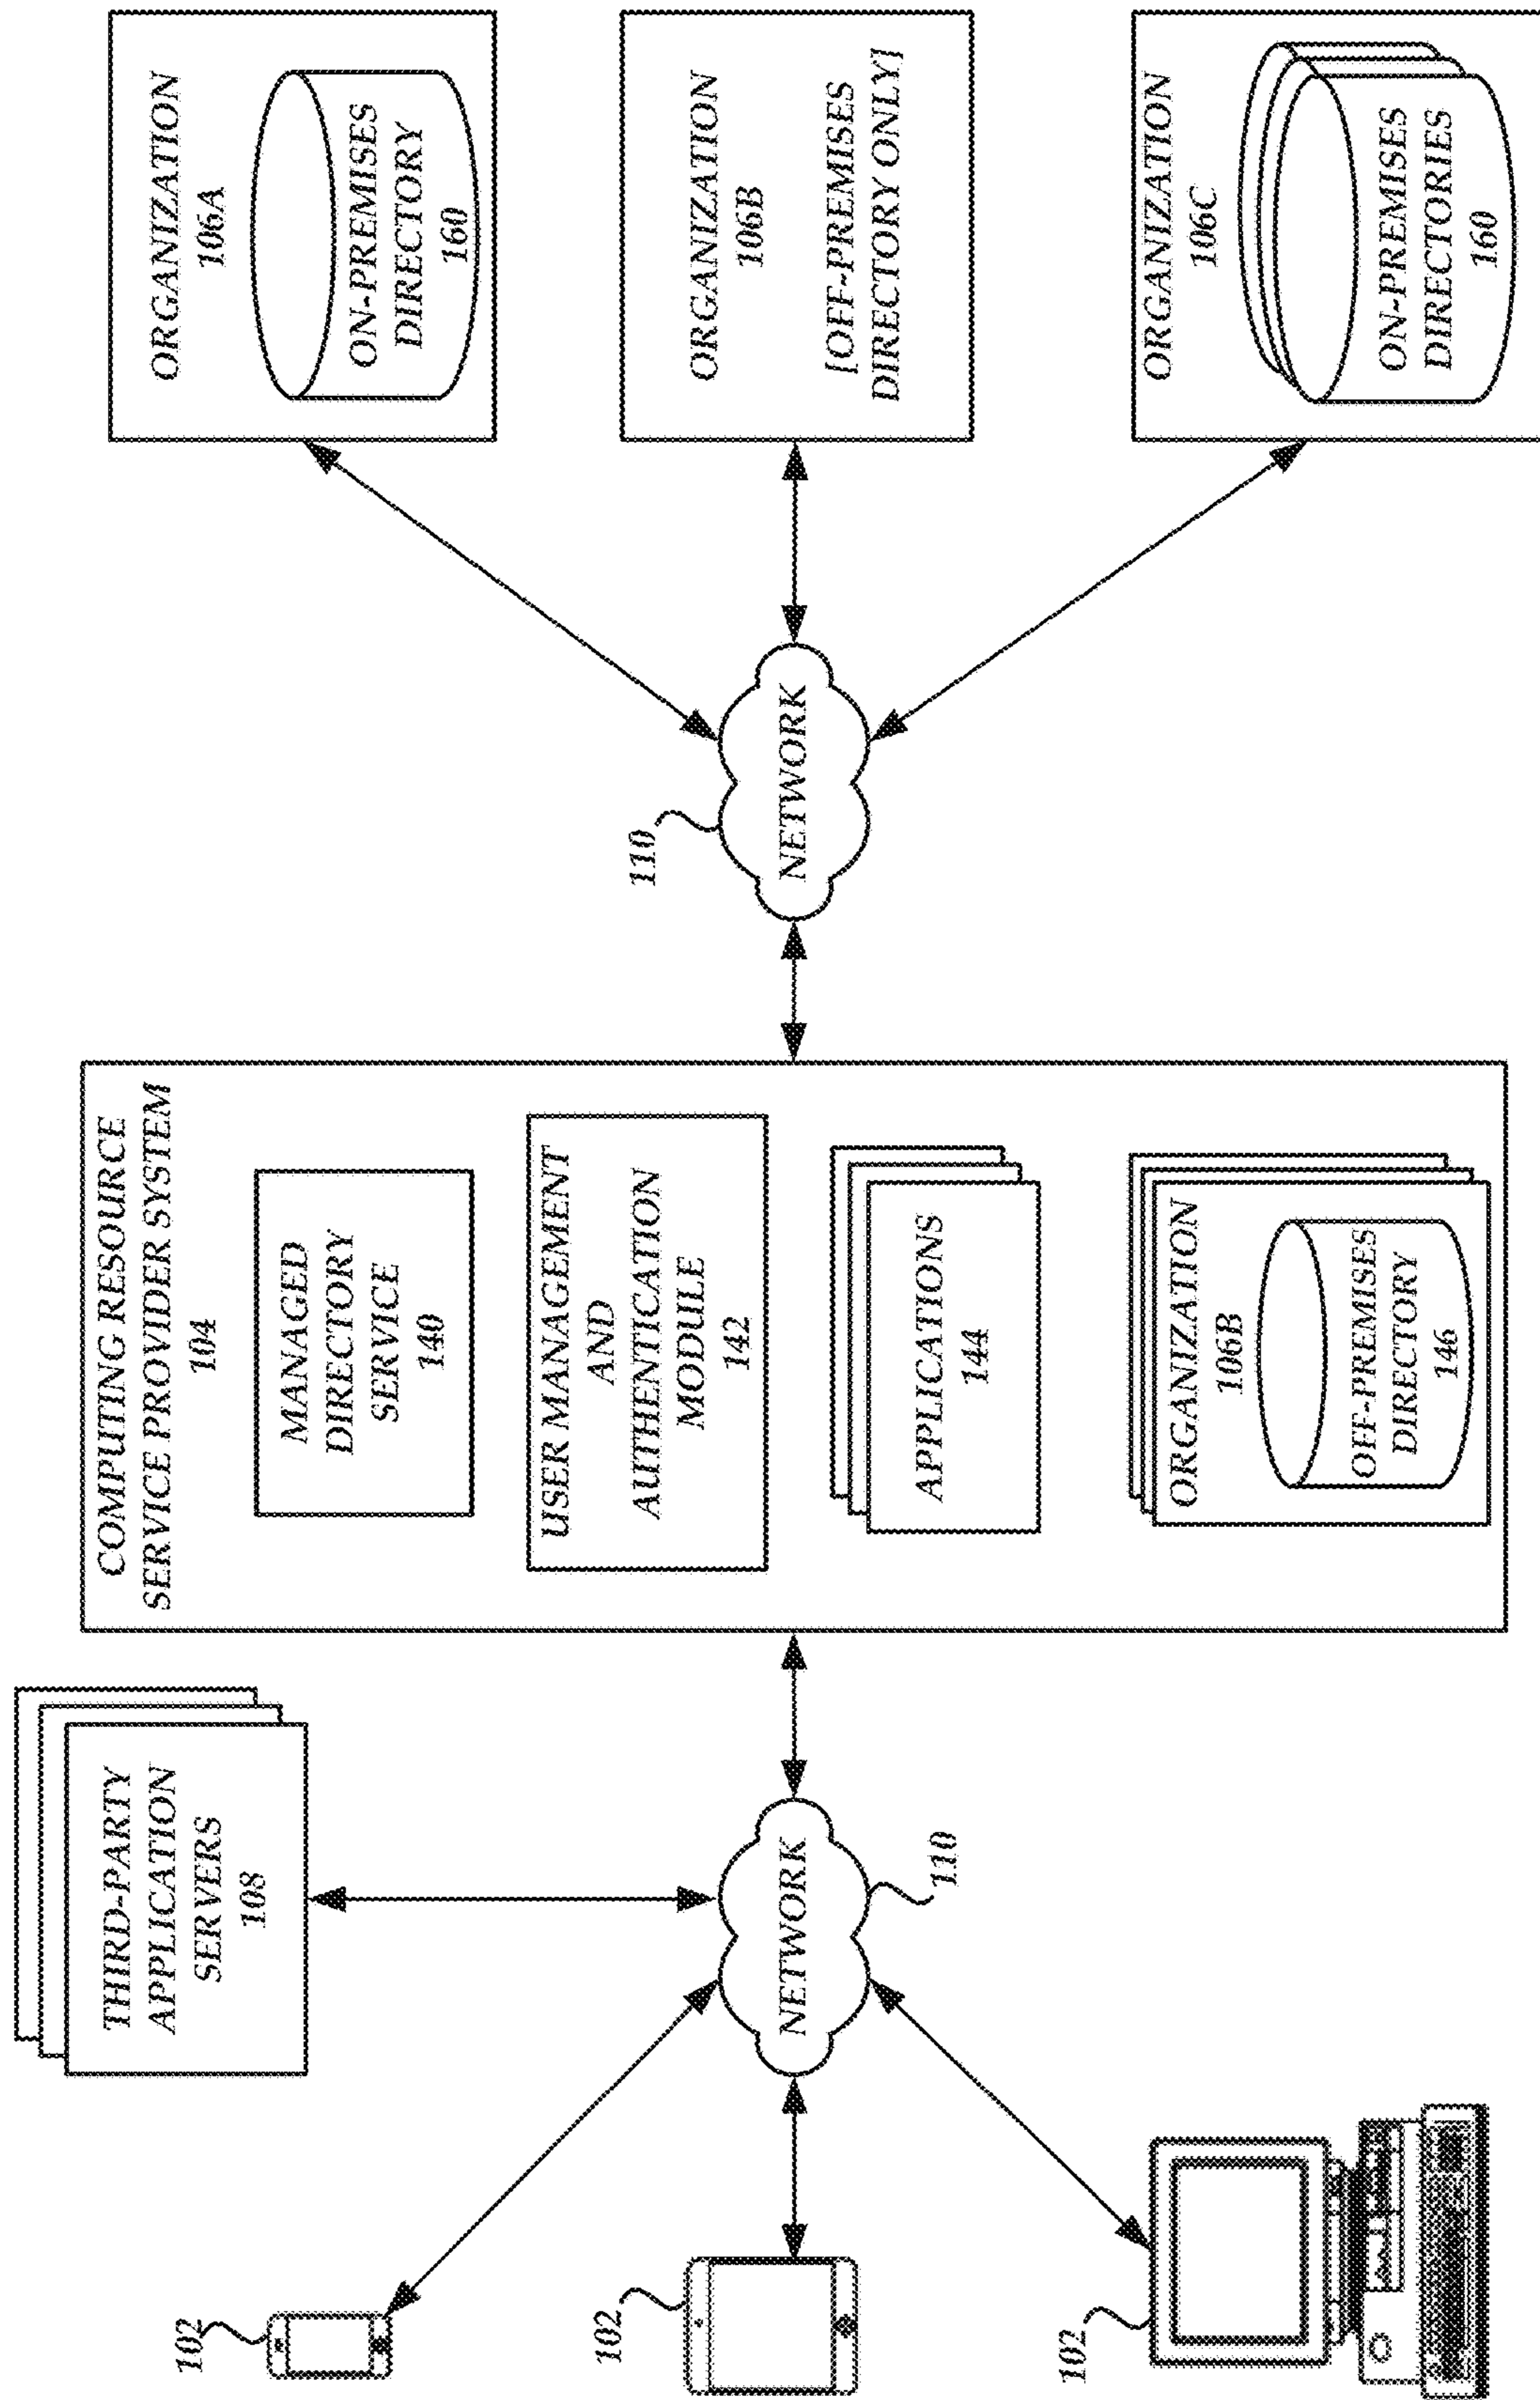 102
102
102
THIRD-PARTY
APPLICATION
SERVERS
108
NETWORK
110
COMPUTING RESOURCE
SERVICE PROVIDER SYSTEM
104
MANAGED
DIRECTORY
SERVICE
140
USER MANAGEMENT
AND
AUTHENTICATION
MODULE
142
APPLICATIONS
144
ORGANIZATION
106B
OFF-PREMISES
DIRECTORY
146
110
NETWORK
ORGANIZATION
106A
ON-PREMISES
DIRECTORY
160
ORGANIZATION
106B
[OFF-PREMISES
DIRECTORY ONLY]
ORGANIZATION
106C
ON-PREMISES
DIRECTORIES
160